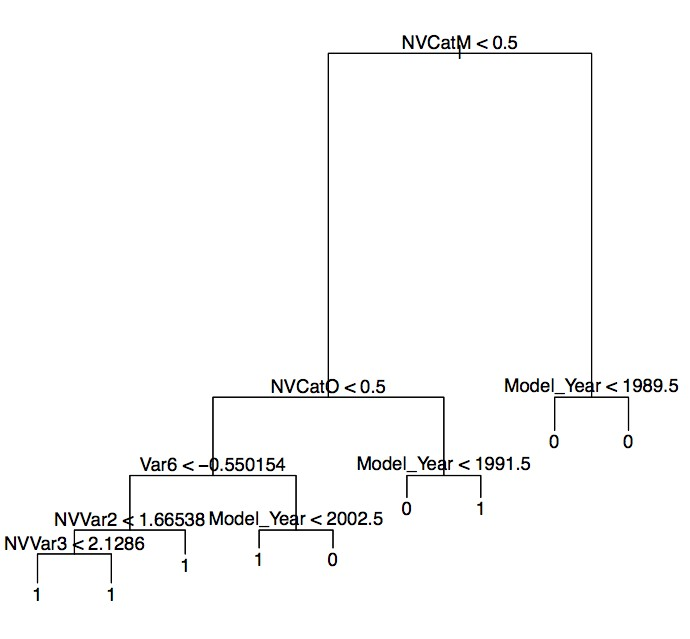 NVCatM < 0.5
NVCatO < 0.5
Model_Year < 1989.5
0
0
Var6 < −0.550154
Model_Year < 1991.5
0
1
NVVar2 < 1.66538
Model_Year < 2002.5
NVVar3 < 2.1286
1
1
0
1
1